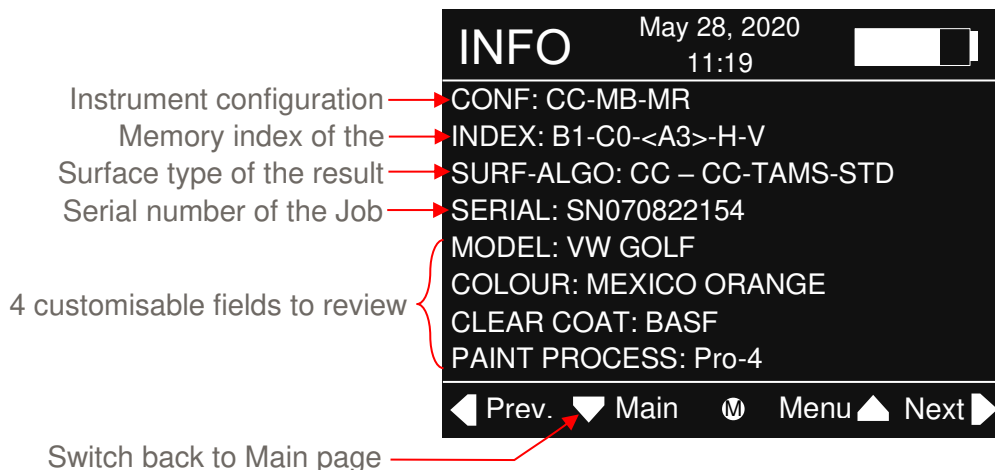 INFO
May 28, 2020
11:19
Instrument configuration
CONF: CC-MB-MR
Memory index of the
INDEX: B1-C0-<A3>-H-V
Surface type of the result
SURF-ALGO: CC – CC-TAMS-STD
Serial number of the Job
SERIAL: SN070822154
MODEL: VW GOLF
4 customisable fields to review
COLOUR: MEXICO ORANGE
CLEAR COAT: BASF
PAINT PROCESS: Pro-4
Prev. Main M Menu Next
Switch back to Main page